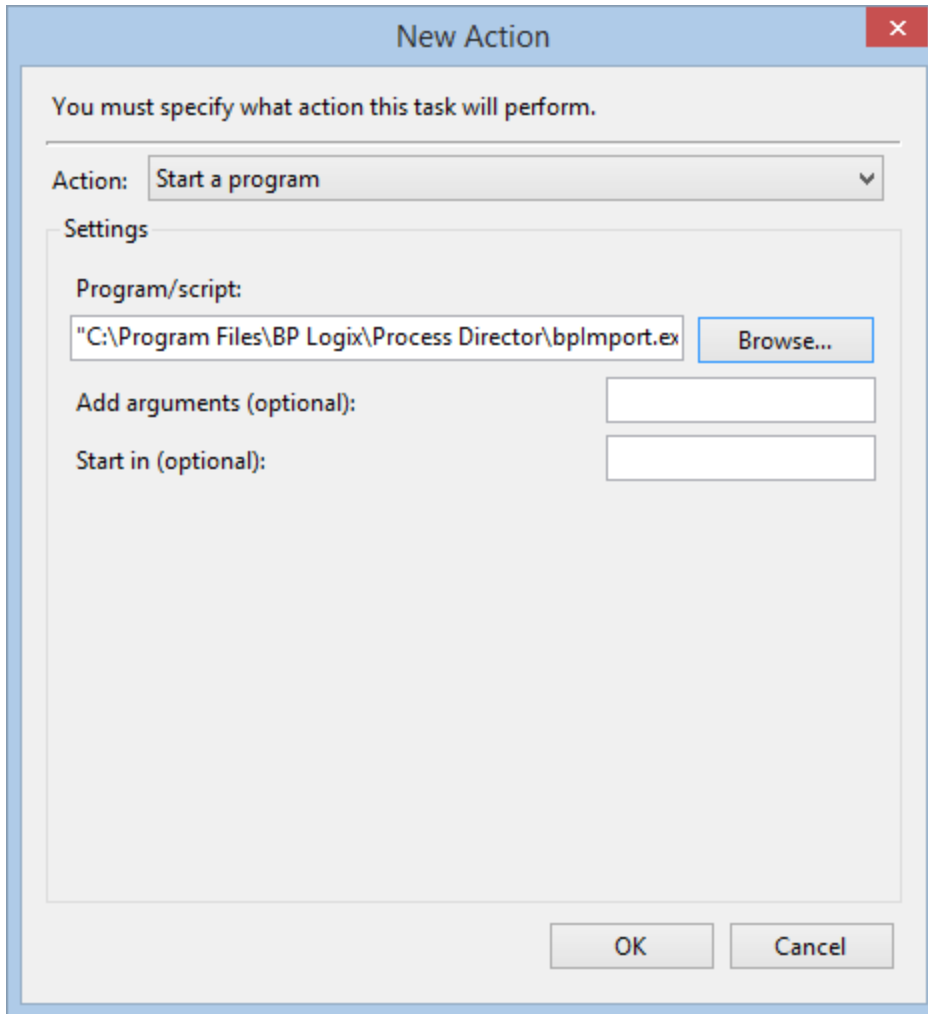 New Action
You must specify what action this task will perform.
Action: Start a program
Settings
Program/script:
"C:\Program Files\BP Logix\Process Director\bpImport.ex Browse...
Add arguments (optional):
Start in (optional):
OK Cancel